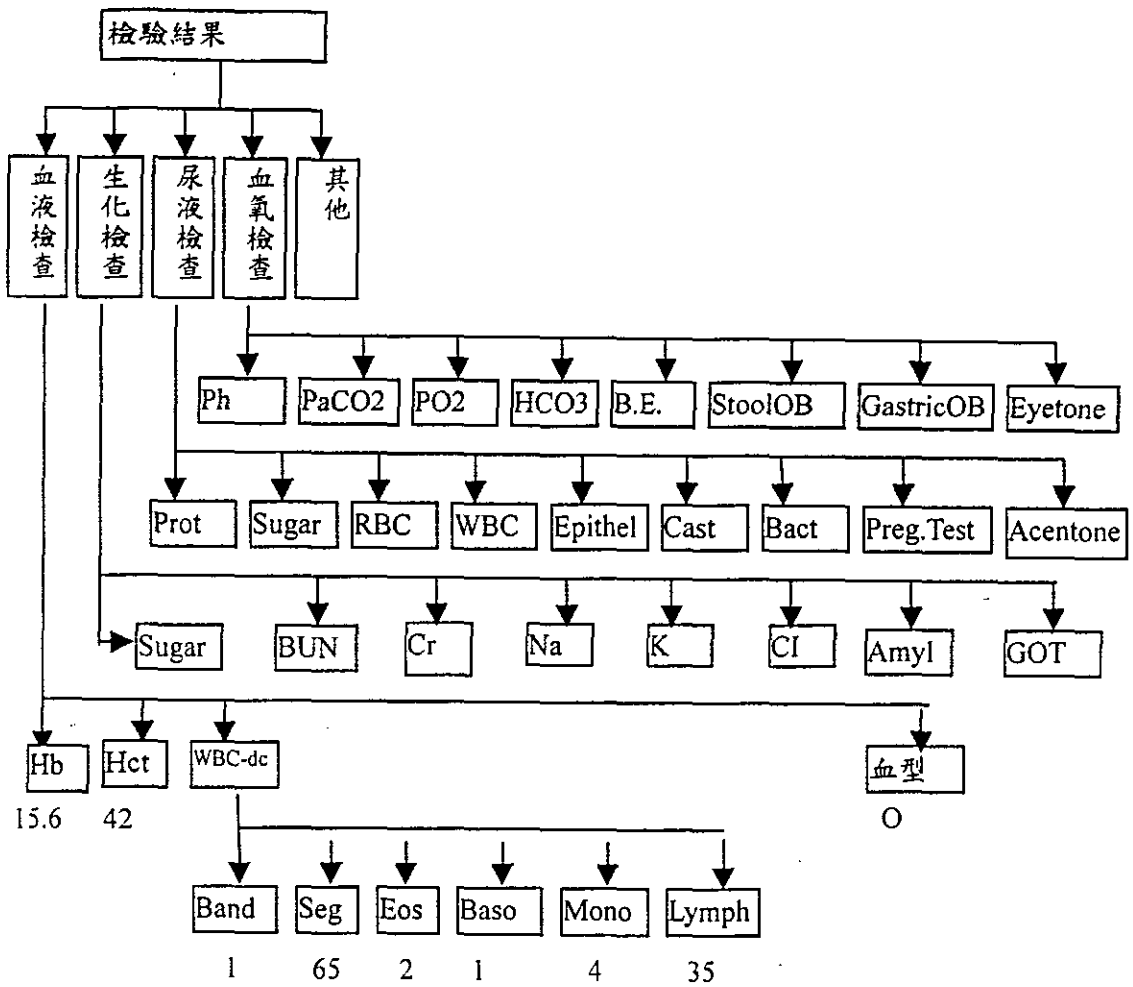 檢驗結果
血液檢查
生化檢查
尿液檢查
血氧檢查
其他
Ph PaCO2 PO2 HCO3 B.E. StoolOB GastricOB Eyetone
Prot Sugar RBC WBC Epithel Cast Bact Preg.Test Acentone
Sugar BUN Cr Na K CI Amyl GOT
Hb Hct WBC-dc 血型
15.6 42 O
Band Seg Eos Baso Mono Lymph
1 65 2 1 4 35